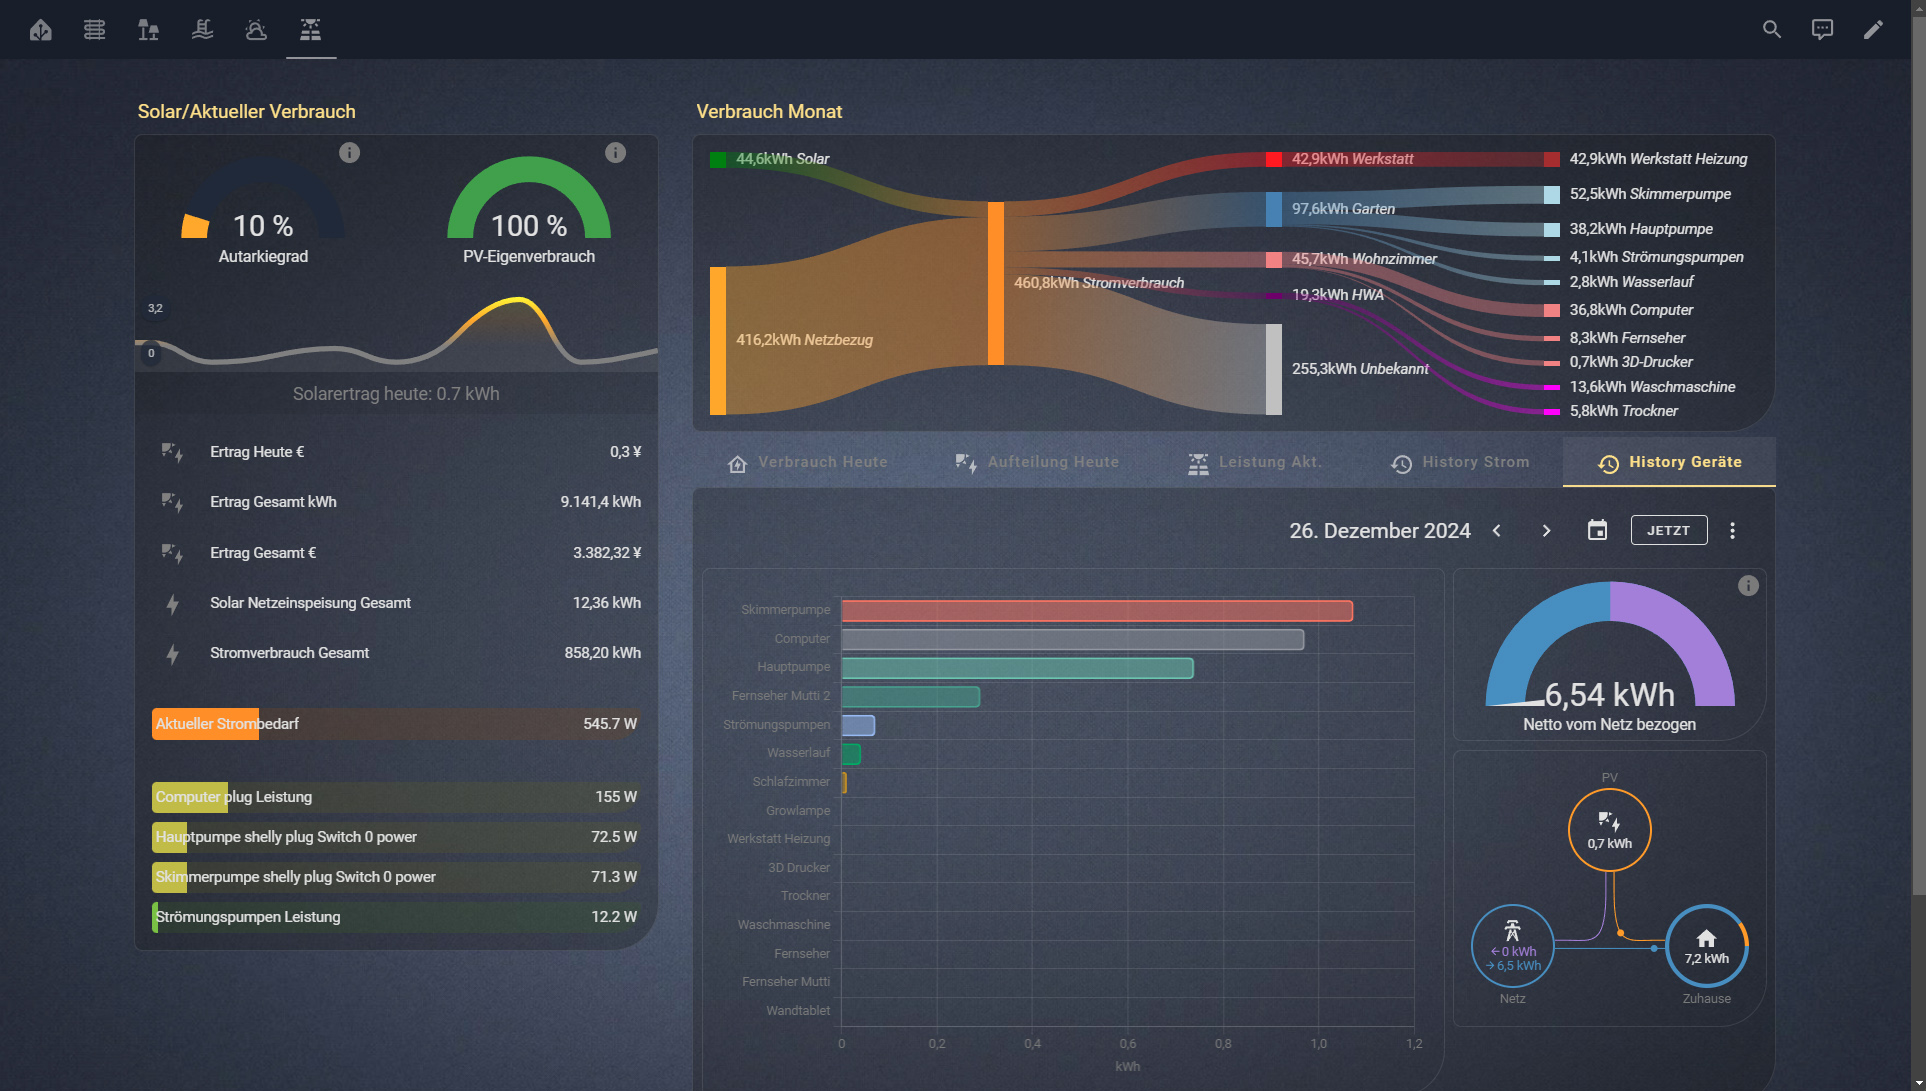 Solar/Aktueller Verbrauch
10 %
Autarkiegrad
100 %
PV-Eigenverbrauch
3,2
0
Solarertrag heute: 0.7 kWh
Ertrag Heute € 0,3 ¥
Ertrag Gesamt kWh 9.141,4 kWh
Ertrag Gesamt € 3.382,32 ¥
Solar Netzeinspeisung Gesamt 12,36 kWh
Stromverbrauch Gesamt 858,20 kWh
Aktueller Strombedarf 545.7 W
Computer plug Leistung 155 W
Hauptpumpe shelly plug Switch 0 power 72.5 W
Skimmerpumpe shelly plug Switch 0 power 71.3 W
Strömungspumpen Leistung 12.2 W
Verbrauch Monat
44,6kWh Solar
416,2kWh Netzbezug
460,8kWh Stromverbrauch
42,9kWh Werkstatt
97,6kWh Garten
45,7kWh Wohnzimmer
19,3kWh HWA
255,3kWh Unbekannt
42,9kWh Werkstatt Heizung
52,5kWh Skimmerpumpe
38,2kWh Hauptpumpe
4,1kWh Strömungspumpen
2,8kWh Wasserlauf
36,8kWh Computer
8,3kWh Fernseher
0,7kWh 3D-Drucker
13,6kWh Waschmaschine
5,8kWh Trockner
Verbrauch Heute
Aufteilung Heute
Leistung Akt.
History Strom
History Geräte
26. Dezember 2024
JETZT
Skimmerpumpe
Computer
Hauptpumpe
Fernseher Mutti 2
Strömungspumpen
Wasserlauf
Schlafzimmer
Growlampe
Werkstatt Heizung
3D Drucker
Trockner
Waschmaschine
Fernseher
Fernseher Mutti
Wandtablet
0 0,2 0,4 0,6 0,8 1,0 1,2
kWh
6,54 kWh
Netto vom Netz bezogen
PV
0,7 kWh
← 0 kWh
→ 6,5 kWh
Netz
7,2 kWh
Zuhause